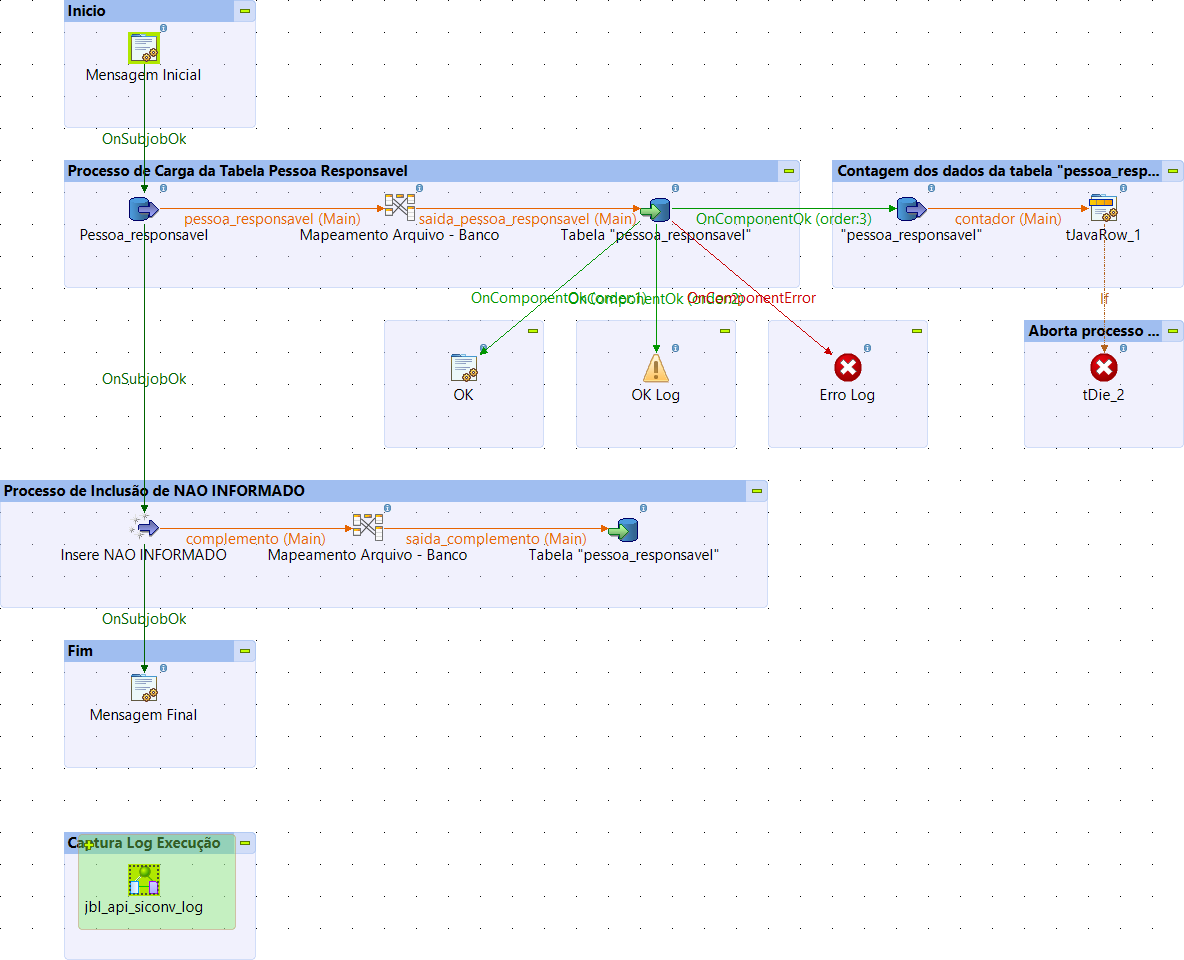 Inicio
Mensagem Inicial
OnSubjobOk
Processo de Carga da Tabela Pessoa Responsavel
Contagem dos dados da tabela "pessoa_resp...
pessoa_responsavel (Main)
saida_pessoa_responsavel (Main)
OnComponentOk (order:3)
contador (Main)
Pessoa_responsavel
Mapeamento Arquivo - Banco
Tabela "pessoa_responsavel"
"pessoa_responsavel"
tJavaRow_1
OnComponentOk (order:1)
OnComponentOk (order:2)
OnComponentError
If
Aborta processo ...
OnSubjobOk
OK
OK Log
Erro Log
tDie_2
Processo de Inclusão de NAO INFORMADO
complemento (Main)
saida_complemento (Main)
Insere NAO INFORMADO
Mapeamento Arquivo - Banco
Tabela "pessoa_responsavel"
OnSubjobOk
Fim
Mensagem Final
Captura Log Execução
jbl_api_siconv_log